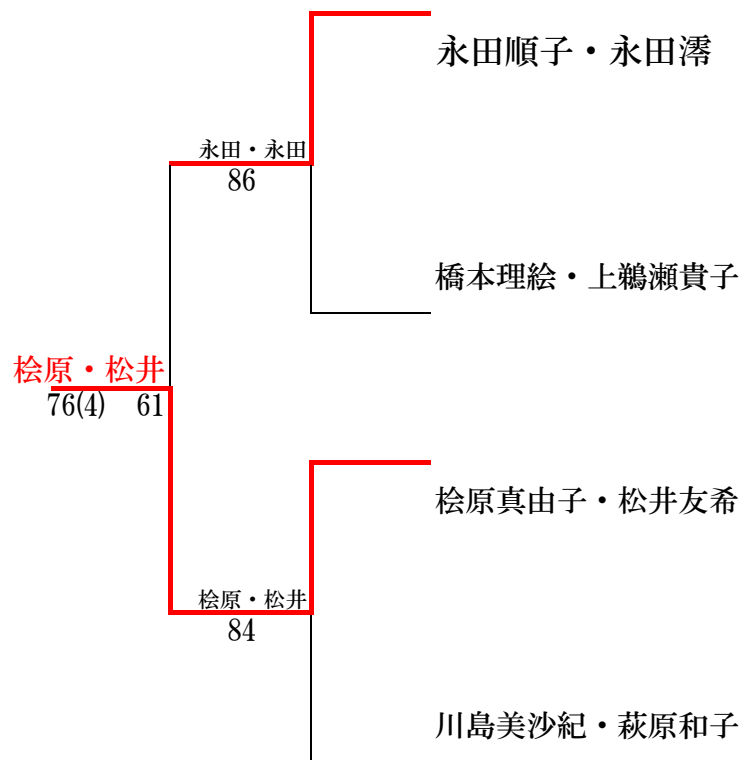 永田順子・永田澪
永田・永田
86
橋本理絵・上鵜瀬貴子
桧原・松井
76(4) 61
桧原真由子・松井友希
桧原・松井
84
川島美沙紀・萩原和子